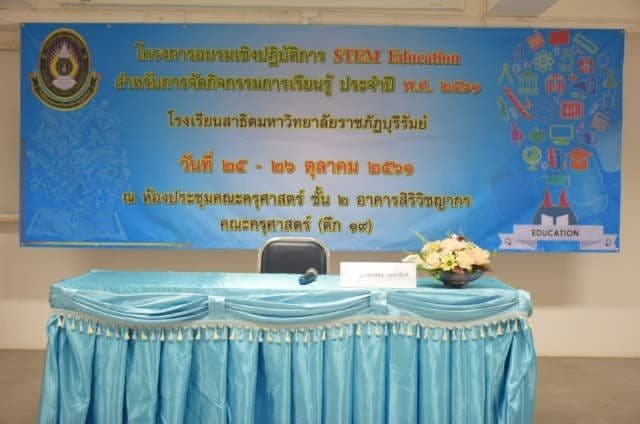 โครงการอบรมเชิงปฏิบัติการ STEM Education
สำหรับการจัดกิจกรรมการเรียนรู้ ประจำปี พ.ศ. ๒๕๖๑
โรงเรียนสาธิตมหาวิทยาลัยราชภัฏบุรีรัมย์
วันที่ ๒๕ - ๒๖ ตุลาคม ๒๕๖๑
ณ ห้องประชุมคณะครุศาสตร์ ชั้น ๒ อาคารสิริวิชญากร
คณะครุศาสตร์ (ตึก ๑๙)
EDUCATION